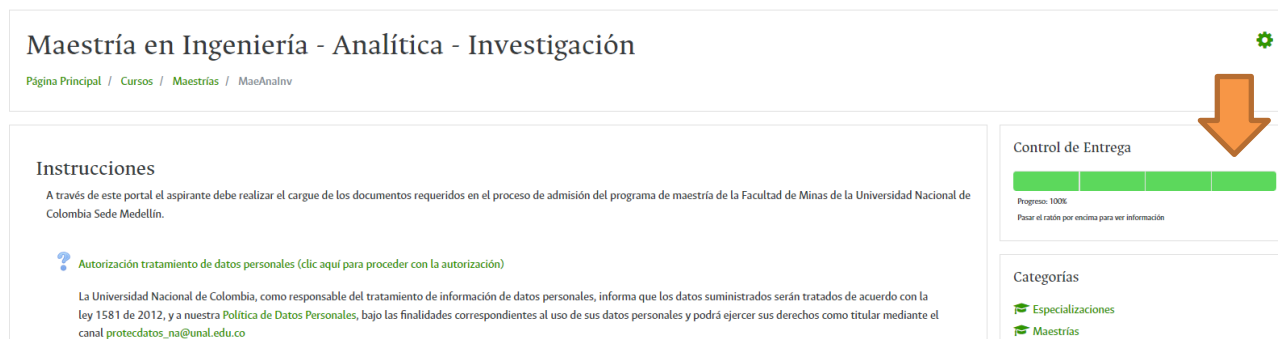 Maestría en Ingeniería - Analítica - Investigación
Página Principal / Cursos / Maestrías / MaeAnaInv
Instrucciones
A través de este portal el aspirante debe realizar el cargue de los documentos requeridos en el proceso de admisión del programa de maestría de la Facultad de Minas de la Universidad Nacional de
Colombia Sede Medellín.
Autorización tratamiento de datos personales (clic aquí para proceder con la autorización)
La Universidad Nacional de Colombia, como responsable del tratamiento de información de datos personales, informa que los datos suministrados serán tratados de acuerdo con la
ley 1581 de 2012, y a nuestra Política de Datos Personales, bajo las finalidades correspondientes al uso de sus datos personales y podrá ejercer sus derechos como titular mediante el
canal protecdatos_na@unal.edu.co
Control de Entrega
Progreso: 100%
Pasar el ratón por encima para ver información
Categorías
Especializaciones
Maestrías